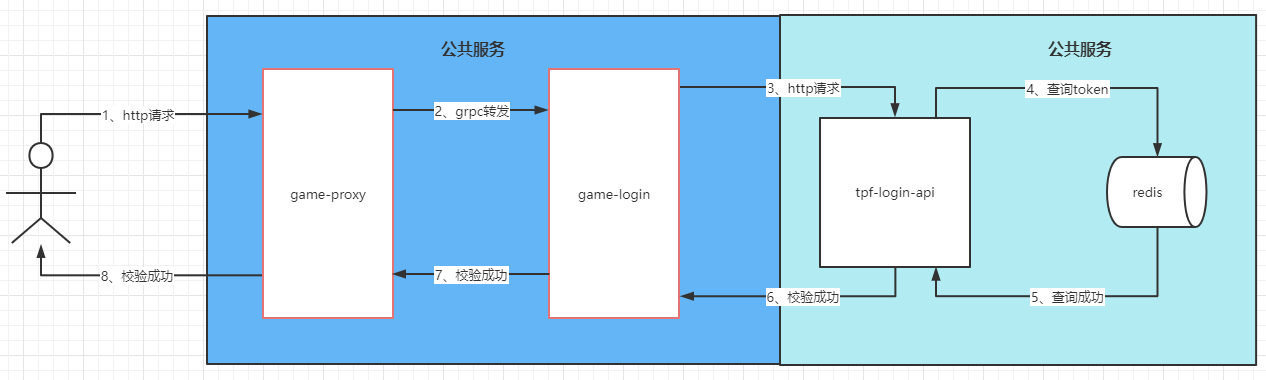 公共服务
公共服务
1、http请求
2、grpc转发
3、http请求
4、查询token
game-proxy
game-login
tpf-login-api
redis
8、校验成功
7、校验成功
6、校验成功
5、查询成功